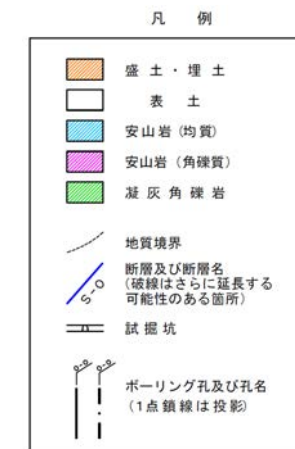 凡 例
盛土・埋土
表 土
安山岩(均質)
安山岩(角礫質)
凝灰角礫岩
地質境界
S-O
断層及び断層名
(破線はさらに延長する
可能性のある箇所)
試掘坑
ボーリング孔及び孔名
(1点鎖線は投影)